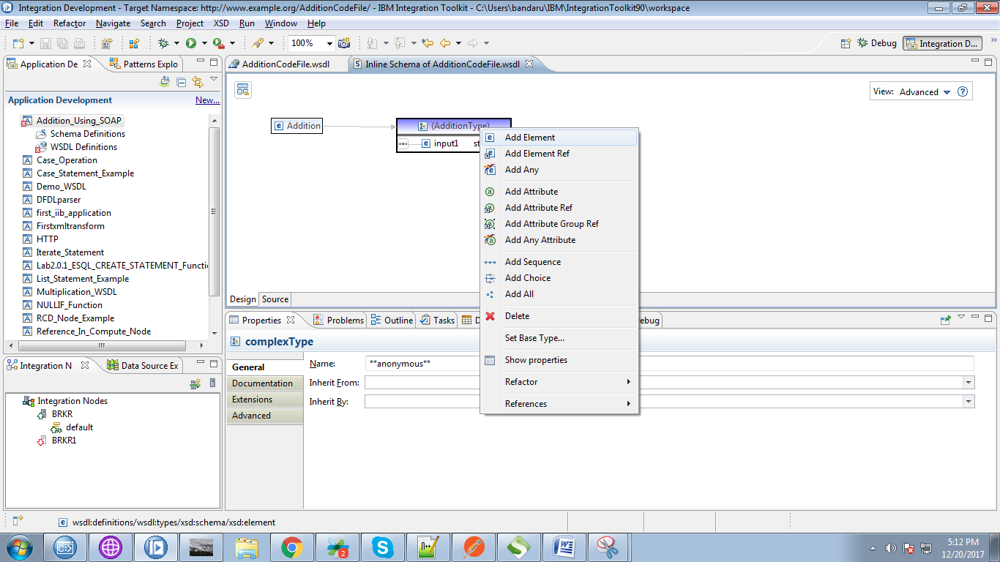 Integration Development - Target Namespace: http://www.example.org/AdditionCodeFile/ - IBM Integration Toolkit - C:\Users\bandaru\IBM\IntegrationToolkit90\workspace
File Edit Refactor Navigate Search Project XSD Run Window Help
100% Debug Integration D...
Application De Patterns Explo
Application Development New...
Addition_Using_SOAP
Schema Definitions
WSDL Definitions
Case_Operation
Case_Statement_Example
Demo_WSDL
DFDLparser
first_iib_application
Firstxmltransform
HTTP
Iterate_Statement
Lab2.0.1_ESQL_CREATE_STATEMENT_Functi
List_Statement_Example
Multiplication_WSDL
NULLIF_Function
RCD_Node_Example
Reference_In_Compute_Node
Integration N Data Source Ex
Integration Nodes
BRKR
default
BRKR1
AdditionCodeFile.wsdl Inline Schema of AdditionCodeFile.wsdl
View: Advanced
Addition (AdditionType)
input1 st
Add Element
Add Element Ref
Add Any
Add Attribute
Add Attribute Ref
Add Attribute Group Ref
Add Any Attribute
Add Sequence
Add Choice
Add All
Delete
Set Base Type...
Show properties
Refactor
References
Design Source
Properties Problems Outline Tasks D ebug
complexType
General
Documentation
Extensions
Advanced
Name: **anonymous**
Inherit From:
Inherit By:
wsdl:definitions/wsdl:types/xsd:schema/xsd:element
5:12 PM
12/20/2017